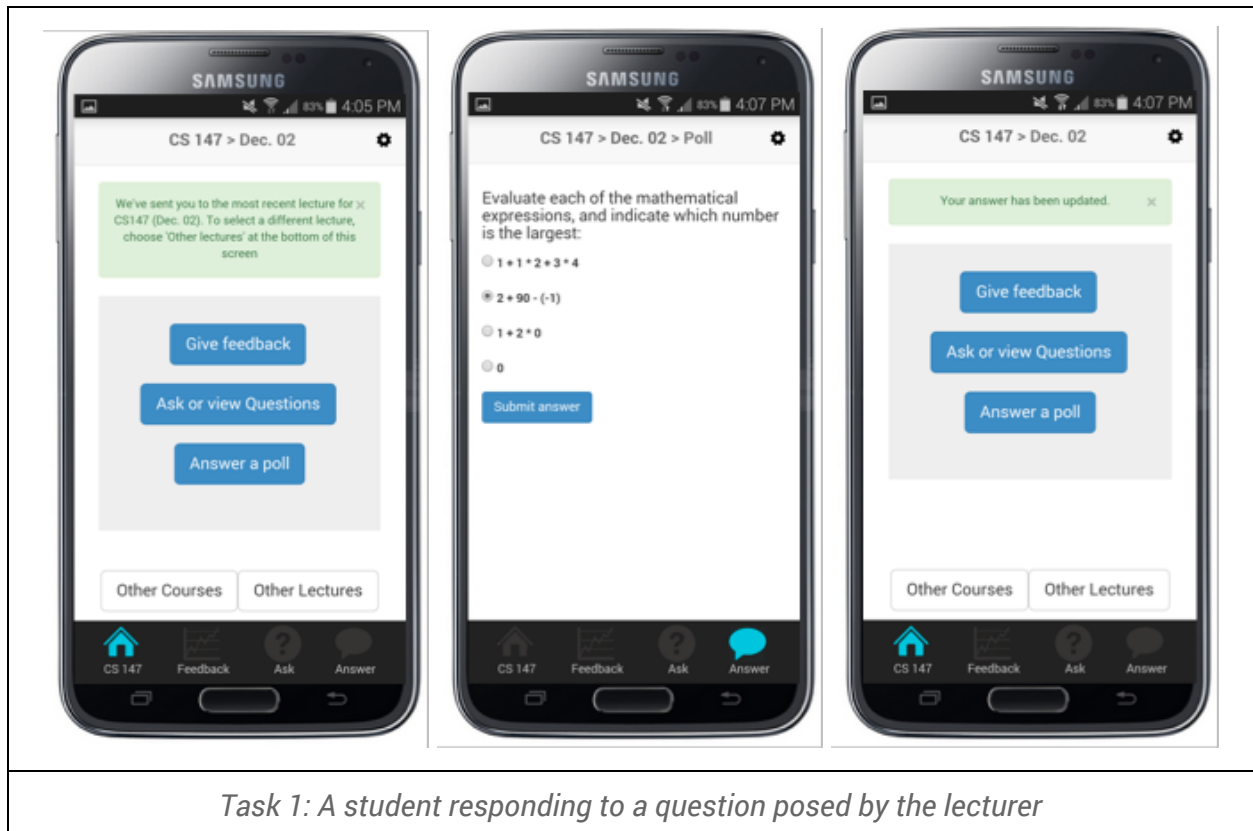 SAMSUNG
83% 4:05 PM
CS 147 > Dec. 02
We've sent you to the most recent lecture for ×
CS147 (Dec. 02). To select a different lecture,
choose 'Other lectures' at the bottom of this
screen
Give feedback
Ask or view Questions
Answer a poll
Other Courses
Other Lectures
CS 147
Feedback
? Ask
Answer
SAMSUNG
83% 4:07 PM
CS 147 > Dec. 02 > Poll
Evaluate each of the mathematical
expressions, and indicate which number
is the largest:
1 + 1 * 2 + 3 * 4
2 + 90 - (-1)
1 + 2 * 0
0
Submit answer
CS 147
Feedback
? Ask
Answer
SAMSUNG
83% 4:07 PM
CS 147 > Dec. 02
Your answer has been updated. ×
Give feedback
Ask or view Questions
Answer a poll
Other Courses
Other Lectures
CS 147
Feedback
? Ask
Answer
Task 1: A student responding to a question posed by the lecturer